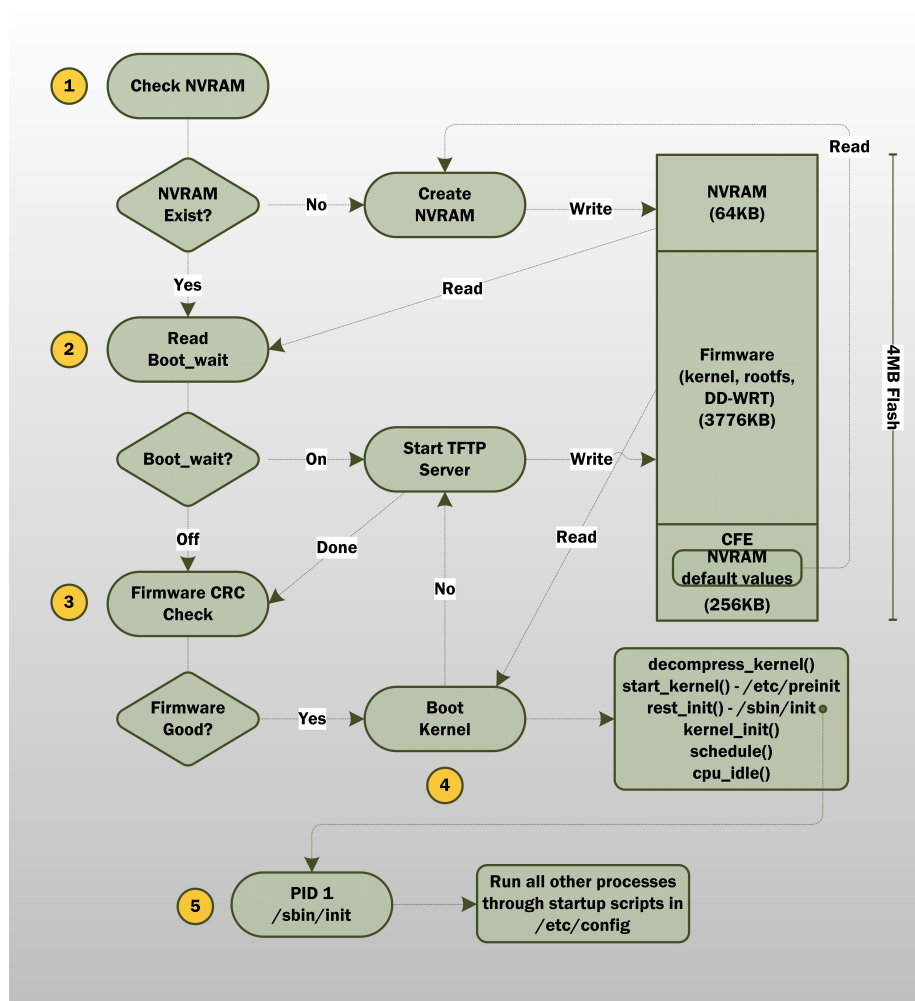 1
Check NVRAM
Read
NVRAM
Exist?
No
Create
NVRAM
Write
NVRAM
(64KB)
Yes
Read
2
Read
Boot_wait
Firmware
(kernel, rootfs,
DD-WRT)
(3776KB)
4MB Flash
Boot_wait?
On
Start TFTP
Server
Write
Off
Done
Read
CFE
NVRAM
default values
(256KB)
3
Firmware CRC
Check
No
Firmware
Good?
Yes
Boot
Kernel
4
decompress_kernel()
start_kernel() - /etc/preinit
rest_init() - /sbin/init
kernel_init()
schedule()
cpu_idle()
5
PID 1
/sbin/init
Run all other processes
through startup scripts in
/etc/config